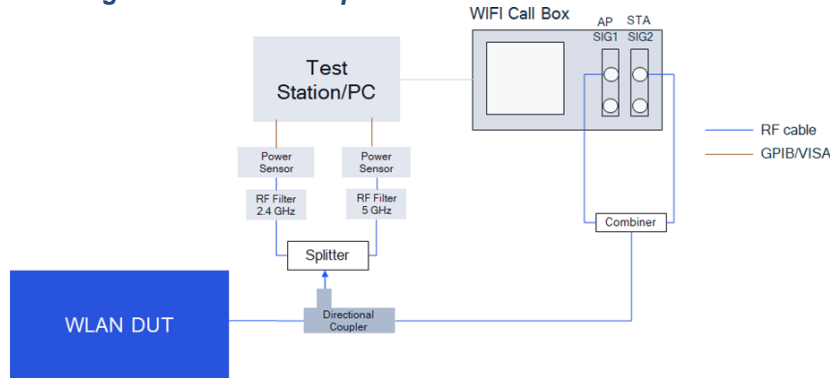 WIFI Call Box
AP STA
SIG1 SIG2
Test
Station/PC
RF cable
GPIB/VISA
Power
Sensor
Power
Sensor
RF Filter
2.4 GHz
RF Filter
5 GHz
Combiner
Splitter
Directional
Coupler
WLAN DUT